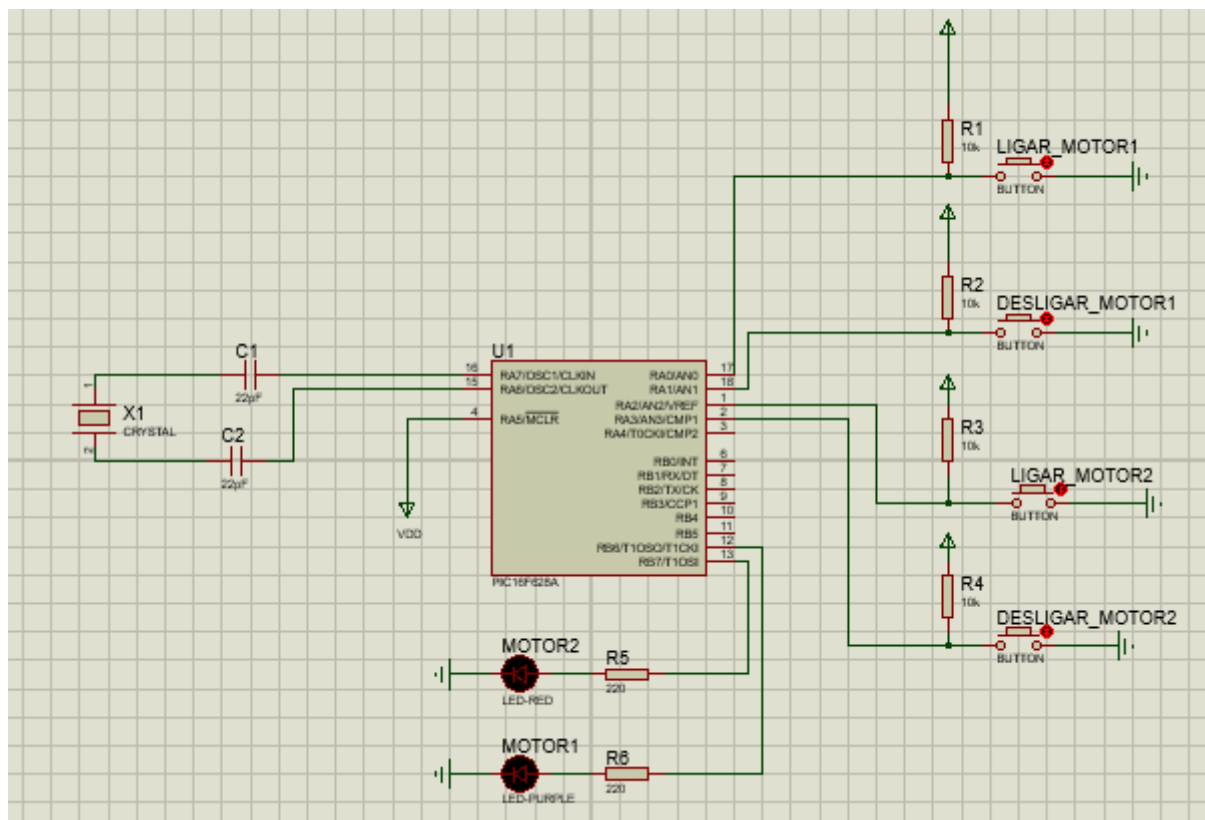 R1
10k
LIGAR_MOTOR1
BUTTON
R2
10k
DESLIGAR_MOTOR1
BUTTON
U1
C1
22pF
1
X1
CRYSTAL
2
C2
22pF
16
15
4
RA7/OSC1/CLKIN
RA6/OSC2/CLKOUT
RA5/MCLR
RA0/AN0
RA1/AN1
RA2/AN2/VREF
RA3/AN3/CMP1
RA4/T0CKI/CMP2
RB0/INT
RB1/RX/DT
RB2/TX/CK
RB3/CCP1
RB4
RB5
RB6/T1OSO/T1CKI
RB7/T1OSI
17
18
1
2
3
6
7
8
9
10
11
12
13
PIC16F628A
VDD
R3
10k
LIGAR_MOTOR2
BUTTON
R4
10k
DESLIGAR_MOTOR2
BUTTON
MOTOR2
LED-RED
R5
220
MOTOR1
LED-PURPLE
R6
220